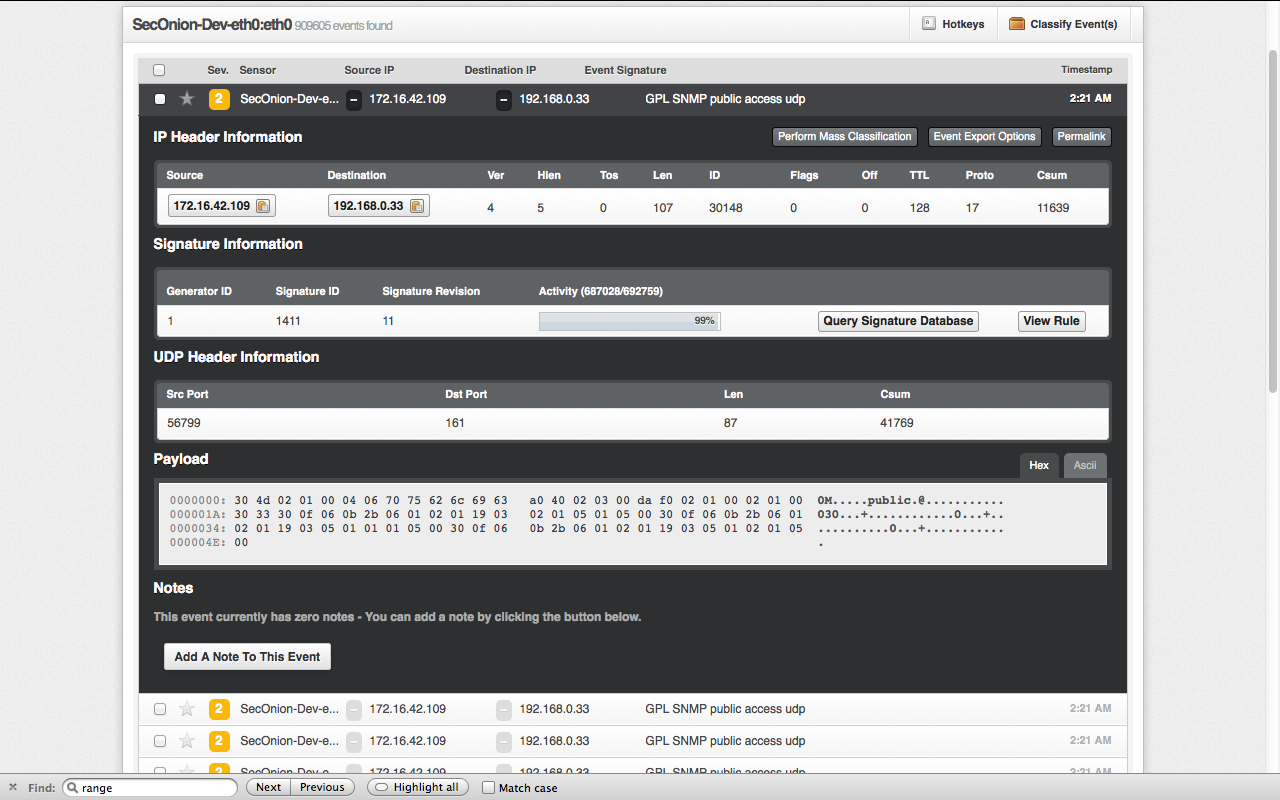 SecOnion-Dev-eth0:eth0 909605 events found Hotkeys Classify Event(s)
Sev. Sensor Source IP Destination IP Event Signature Timestamp
2 SecOnion-Dev-e... – 172.16.42.109 – 192.168.0.33 GPL SNMP public access udp 2:21 AM
IP Header Information Perform Mass Classification Event Export Options Permalink
Source Destination Ver Hlen Tos Len ID Flags Off TTL Proto Csum
172.16.42.109 192.168.0.33 4 5 0 107 30148 0 0 128 17 11639
Signature Information
Generator ID Signature ID Signature Revision Activity (687028/692759)
1 1411 11 99% Query Signature Database View Rule
UDP Header Information
Src Port Dst Port Len Csum
56799 161 87 41769
Payload Hex Ascii
0000000: 30 4d 02 01 00 04 06 70 75 62 6c 69 63 a0 40 02 03 00 da f0 02 01 00 02 01 00 0M.....public.@...........
000001A: 30 33 30 0f 06 0b 2b 06 01 02 01 19 03 02 01 05 01 05 00 30 0f 06 0b 2b 06 01 030...+............0...+..
0000034: 02 01 19 03 05 01 01 01 05 00 30 0f 06 0b 2b 06 01 02 01 19 03 05 01 02 01 05 ..........0...+...........
000004E: 00 .
Notes
This event currently has zero notes - You can add a note by clicking the button below.
Add A Note To This Event
2 SecOnion-Dev-e... – 172.16.42.109 – 192.168.0.33 GPL SNMP public access udp 2:21 AM
2 SecOnion-Dev-e... – 172.16.42.109 – 192.168.0.33 GPL SNMP public access udp 2:21 AM
2 SecOnion-Dev-e... 172.16.42.109 192.168.0.33 GPL SNMP public access udp 2:21 AM
Find: range Next Previous Highlight all Match case